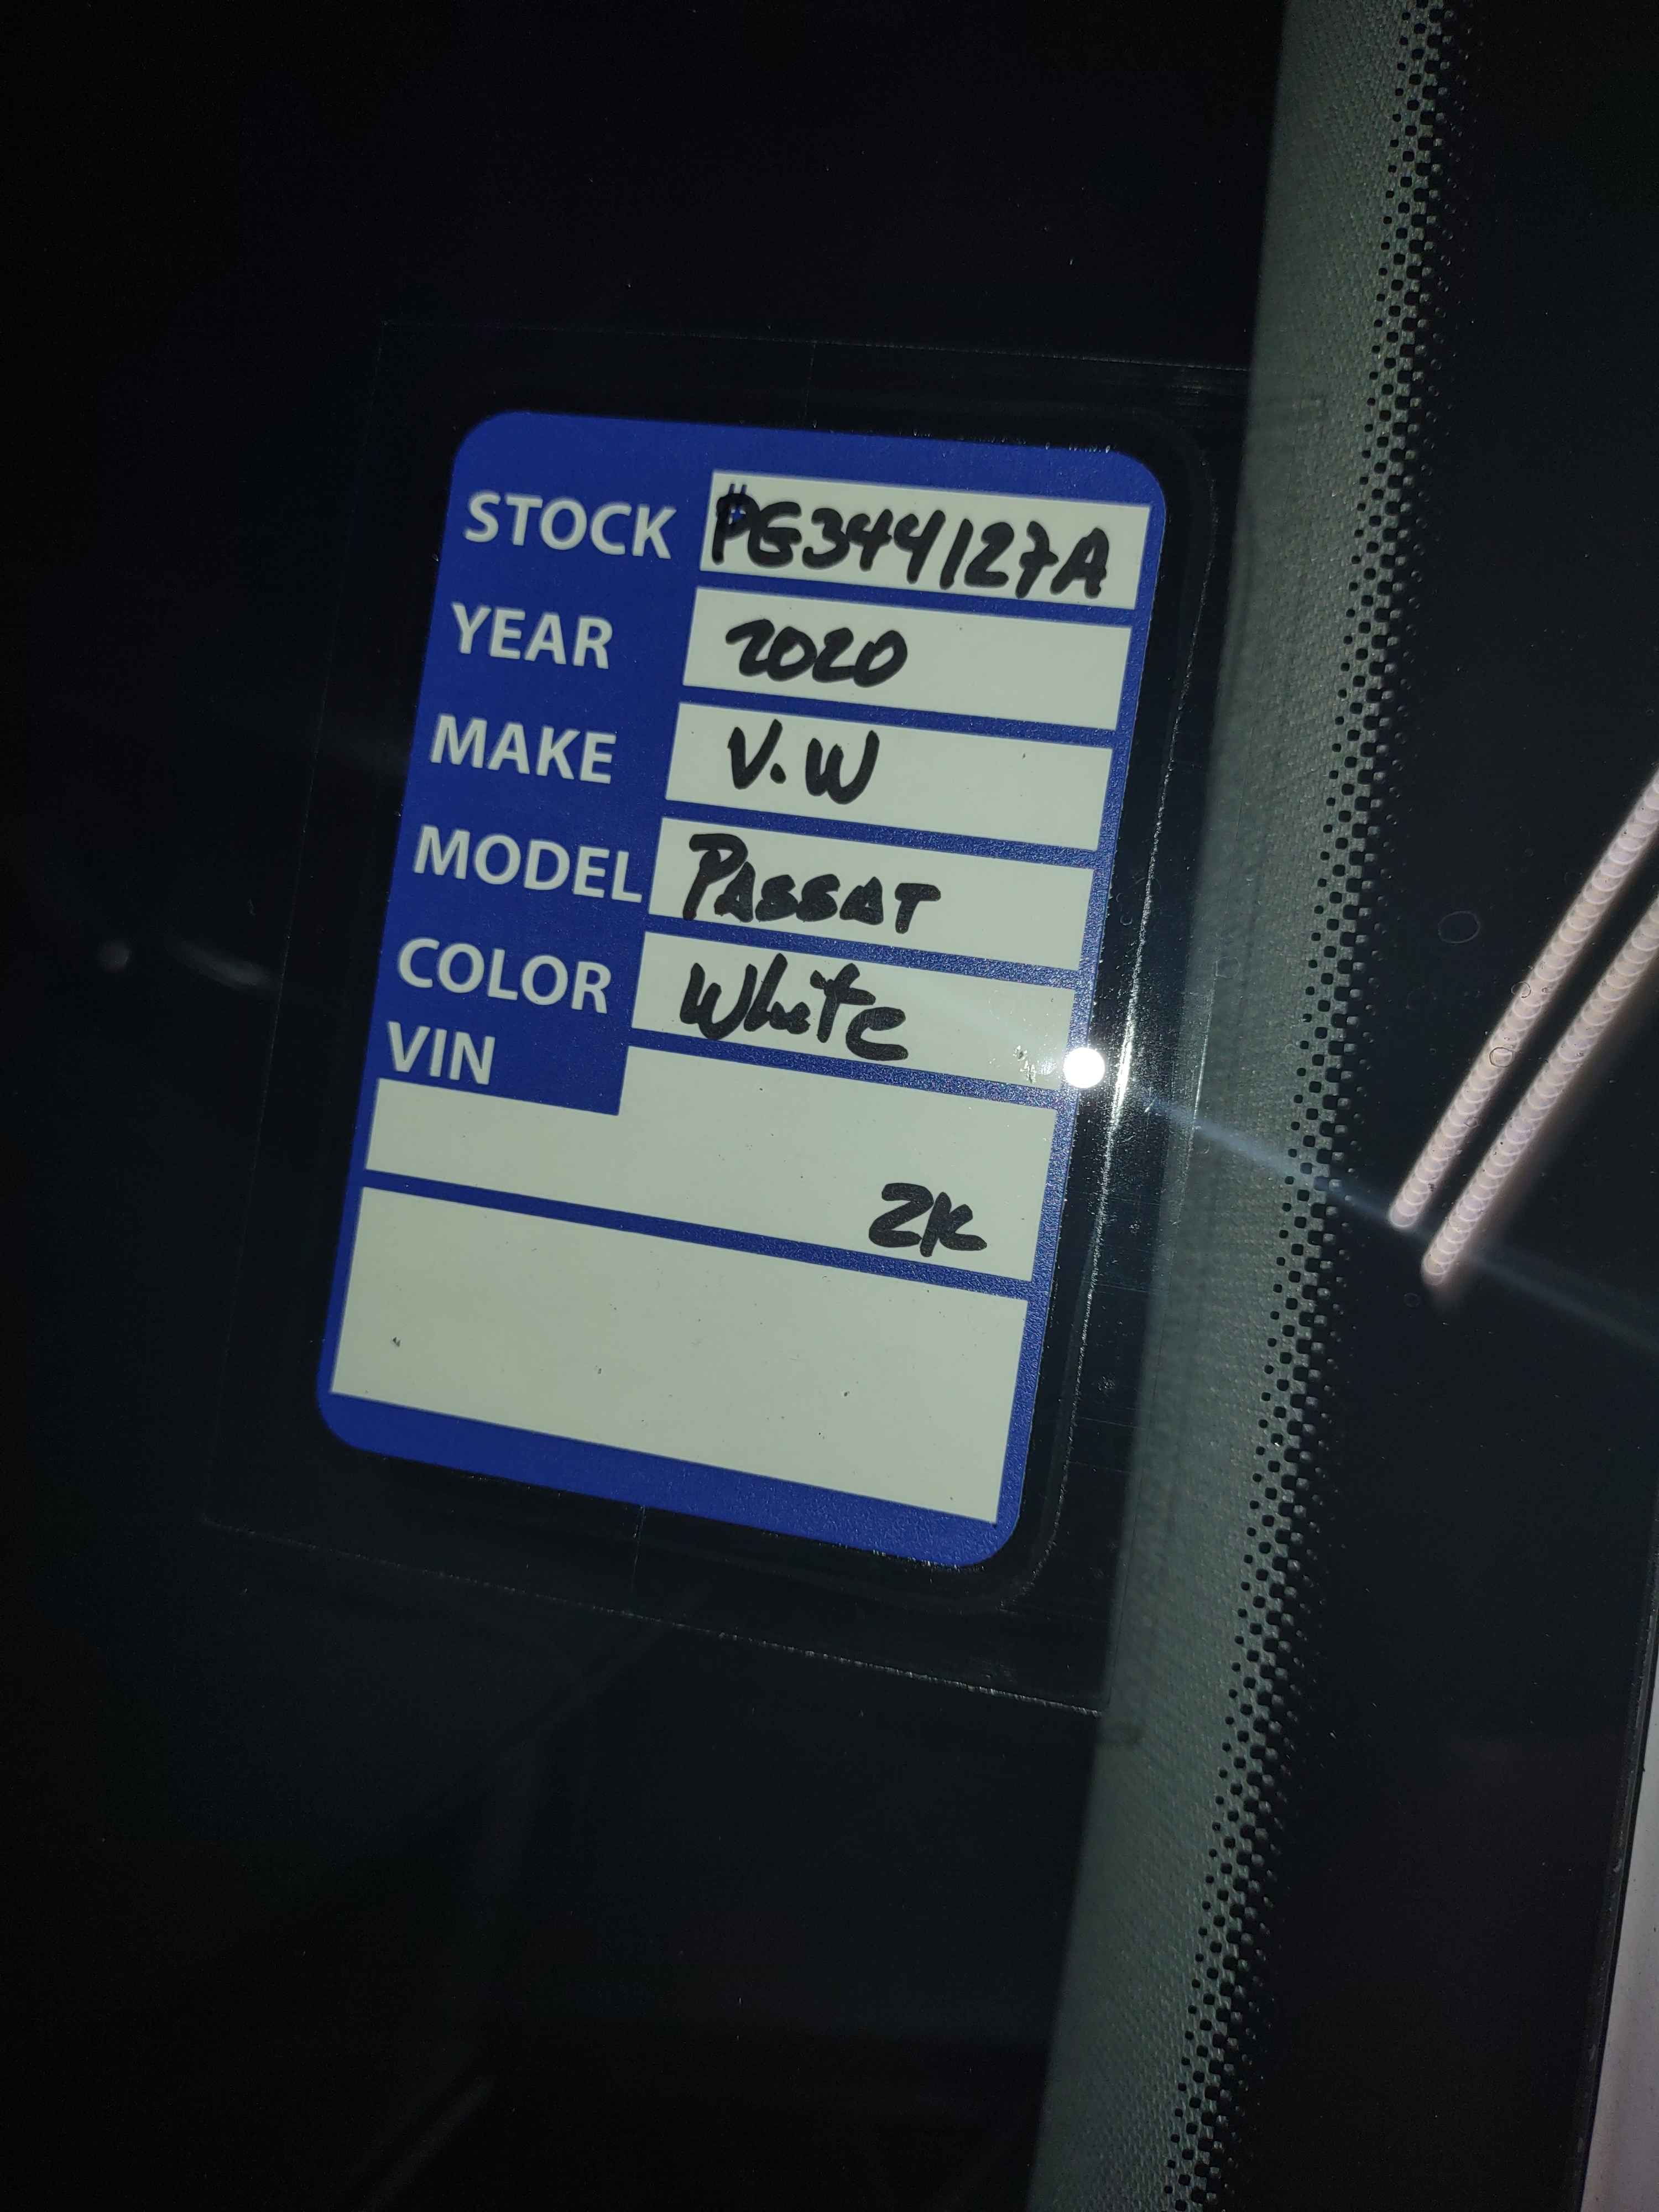 STOCK #PG344127A
YEAR 2020
MAKE V.W
MODEL PASSAT
COLOR White
VIN
2K